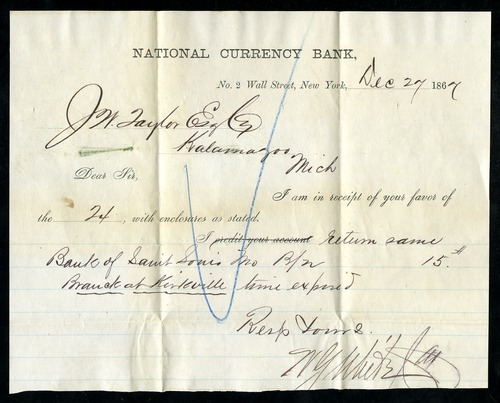 NATIONAL CURRENCY BANK,
No. 2 Wall Street, New York, Dec 27 1867
J W Taylor Esq Cy
Kalamazoo
Mich
Dear Sir,
I am in receipt of your favor of
the 24, with enclosures as stated.
I credit your account return same
Bank of Saint Louis Mo B/n 15.
Branch at Kirkville time expired
Resp Yours